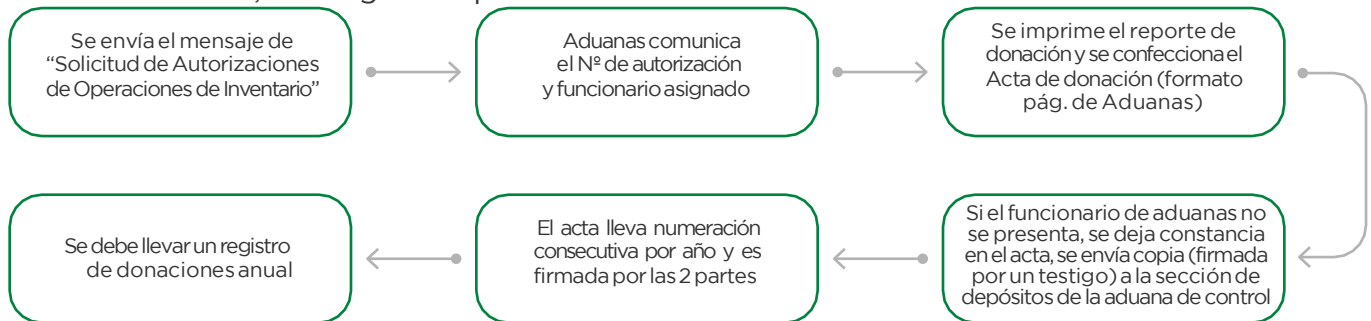 Se envía el mensaje de
“Solicitud de Autorizaciones
de Operaciones de Inventario”
Aduanas comunica
el Nº de autorización
y funcionario asignado
Se imprime el reporte de
donación y se confecciona el
Acta de donación (formato
pág. de Aduanas)
Si el funcionario de aduanas no
se presenta, se deja constancia
en el acta, se envía copia (firmada
por un testigo) a la sección de
depósitos de la aduana de control
El acta lleva numeración
consecutiva por año y es
firmada por las 2 partes
Se debe llevar un registro
de donaciones anual